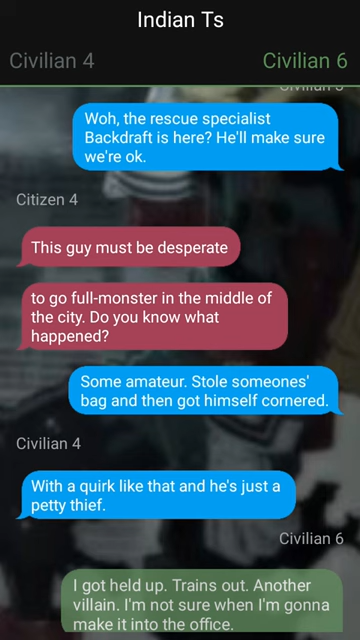 Indian Ts
Civilian 4
Civilian 6
Civilian 5
Woh, the rescue specialist
Backdraft is here? He'll make sure
we're ok.
Citizen 4
This guy must be desperate
to go full-monster in the middle of
the city. Do you know what
happened?
Some amateur. Stole someones'
bag and then got himself cornered.
Civilian 4
With a quirk like that and he's just a
petty thief.
Civilian 6
I got held up. Trains out. Another
villain. I'm not sure when I'm gonna
make it into the office.